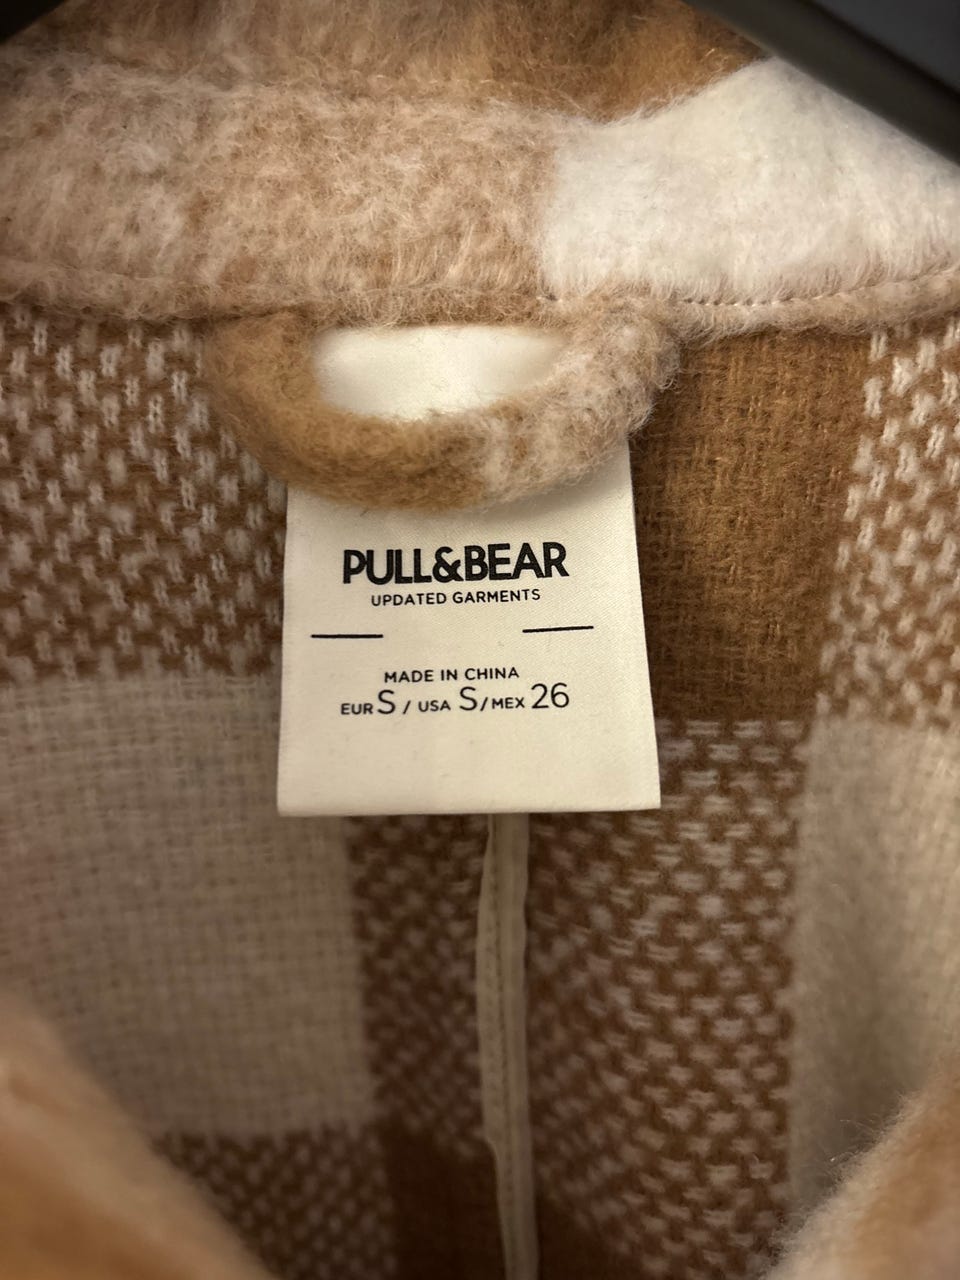 PULL&BEAR
UPDATED GARMENTS
MADE IN CHINA
EUR S / USA S/MEX 26